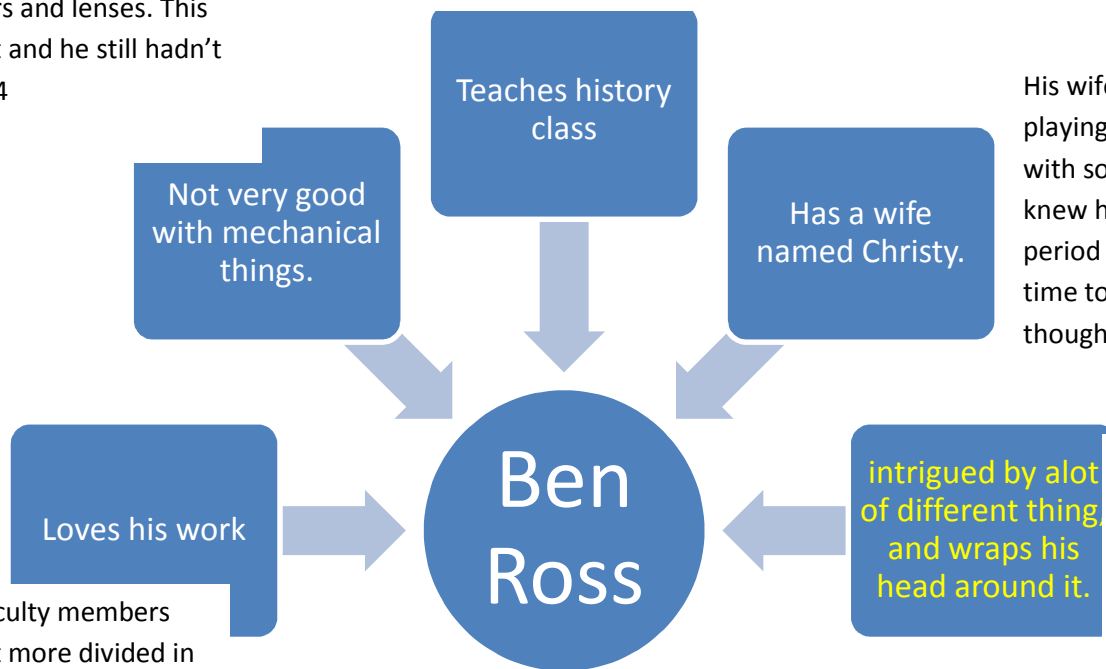 rs and lenses. This
t and he still hadn’t
4
Teaches history
class
His wife
playing
with so
knew h
period
time to
though
Not very good
with mechanical
things.
Has a wife
named Christy.
Loves his work
Ben
Ross
intrigued by alot
of different thing,
and wraps his
head around it.
culty members
t more divided in